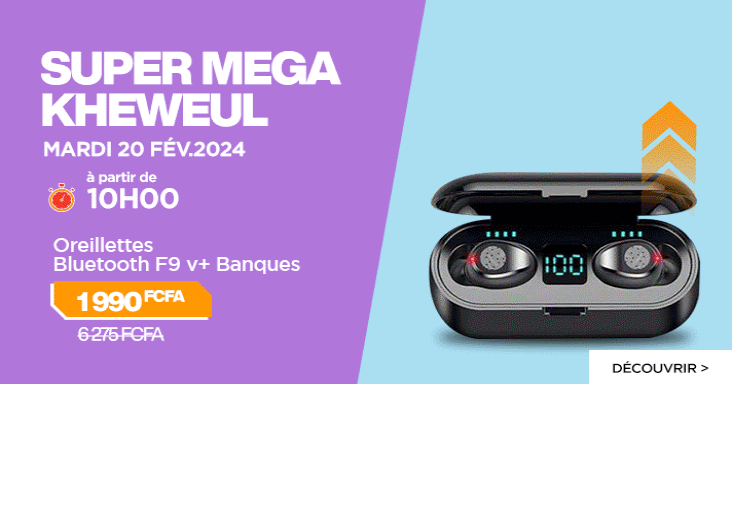 SUPER MEGA
KHEWEUL
MARDI 20 FÉV.2024
à partir de
10H00
Oreillettes
Bluetooth F9 v+ Banques
1 990 FCFA
6 275 FCFA
100
DÉCOUVRIR >